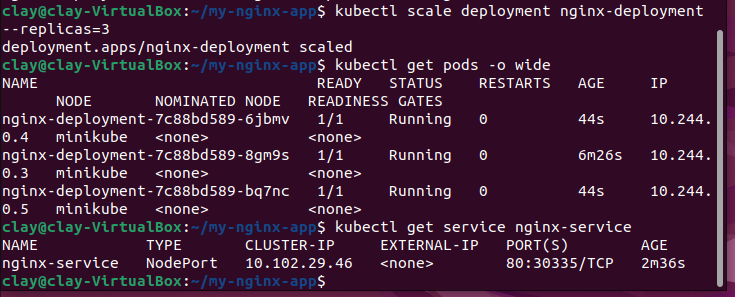 clay@clay-VirtualBox:~/my-nginx-app$ kubectl scale deployment nginx-deployment
--replicas=3
deployment.apps/nginx-deployment scaled
clay@clay-VirtualBox:~/my-nginx-app$ kubectl get pods -o wide
NAME                               READY   STATUS    RESTARTS   AGE     IP
      NODE       NOMINATED NODE   READINESS GATES
nginx-deployment-7c88bd589-6jbmv   1/1     Running   0          44s     10.244.
0.4   minikube   <none>           <none>
nginx-deployment-7c88bd589-8gm9s   1/1     Running   0          6m26s   10.244.
0.3   minikube   <none>           <none>
nginx-deployment-7c88bd589-bq7nc   1/1     Running   0          44s     10.244.
0.5   minikube   <none>           <none>
clay@clay-VirtualBox:~/my-nginx-app$ kubectl get service nginx-service
NAME            TYPE       CLUSTER-IP     EXTERNAL-IP   PORT(S)        AGE
nginx-service   NodePort   10.102.29.46   <none>        80:30335/TCP   2m36s
clay@clay-VirtualBox:~/my-nginx-app$